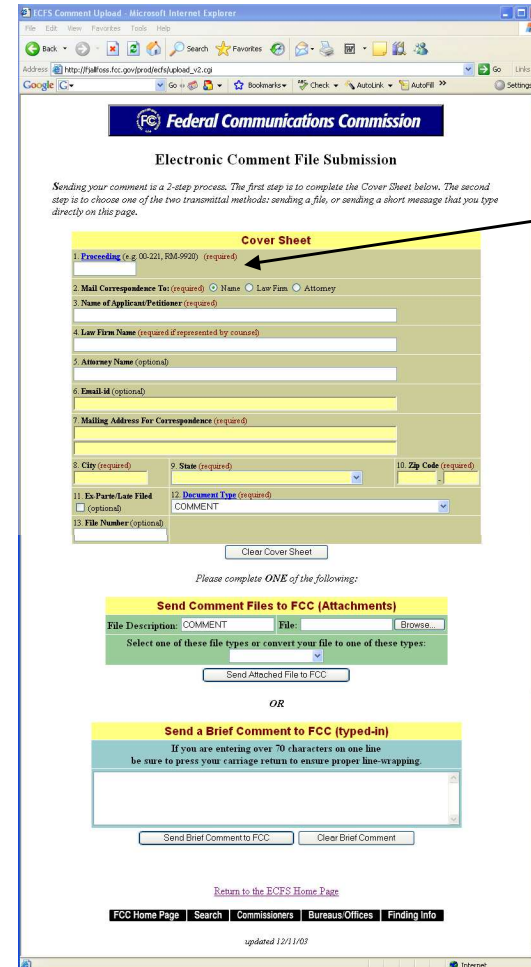 ECFS Comment Upload - Microsoft Internet Explorer
File Edit View Favorites Tools Help
Back Search Favorites
Address http://fjallfoss.fcc.gov/prod/ecfs/upload_v2.cgi Go Links
Google G Go Bookmarks Check AutoLink AutoFill Settings
FCC Federal Communications Commission
Electronic Comment File Submission
Sending your comment is a 2-step process. The first step is to complete the Cover Sheet below. The second
step is to choose one of the two transmittal methods: sending a file, or sending a short message that you type
directly on this page.
Cover Sheet
1. Proceeding (e.g. 00-221, RM-9920) (required)
2. Mail Correspondence To: (required) Name Law Firm Attorney
3. Name of Applicant/Petitioner (required)
4. Law Firm Name (required if represented by counsel)
5. Attorney Name (optional)
6. Email-id (optional)
7. Mailing Address For Correspondence (required)
8. City (required) 9. State (required) 10. Zip Code (required)
-
11. Ex-Parte/Late Filed 12. Document Type (required)
(optional) COMMENT
13. File Number (optional)
Clear Cover Sheet
Please complete ONE of the following:
Send Comment Files to FCC (Attachments)
File Description: COMMENT File: Browse...
Select one of these file types or convert your file to one of these types:
Send Attached File to FCC
OR
Send a Brief Comment to FCC (typed-in)
If you are entering over 70 characters on one line
be sure to press your carriage return to ensure proper line-wrapping.
Send Brief Comment to FCC Clear Brief Comment
Return to the ECFS Home Page
FCC Home Page Search Commissioners Bureaus/Offices Finding Info
updated 12/11/03
Internet